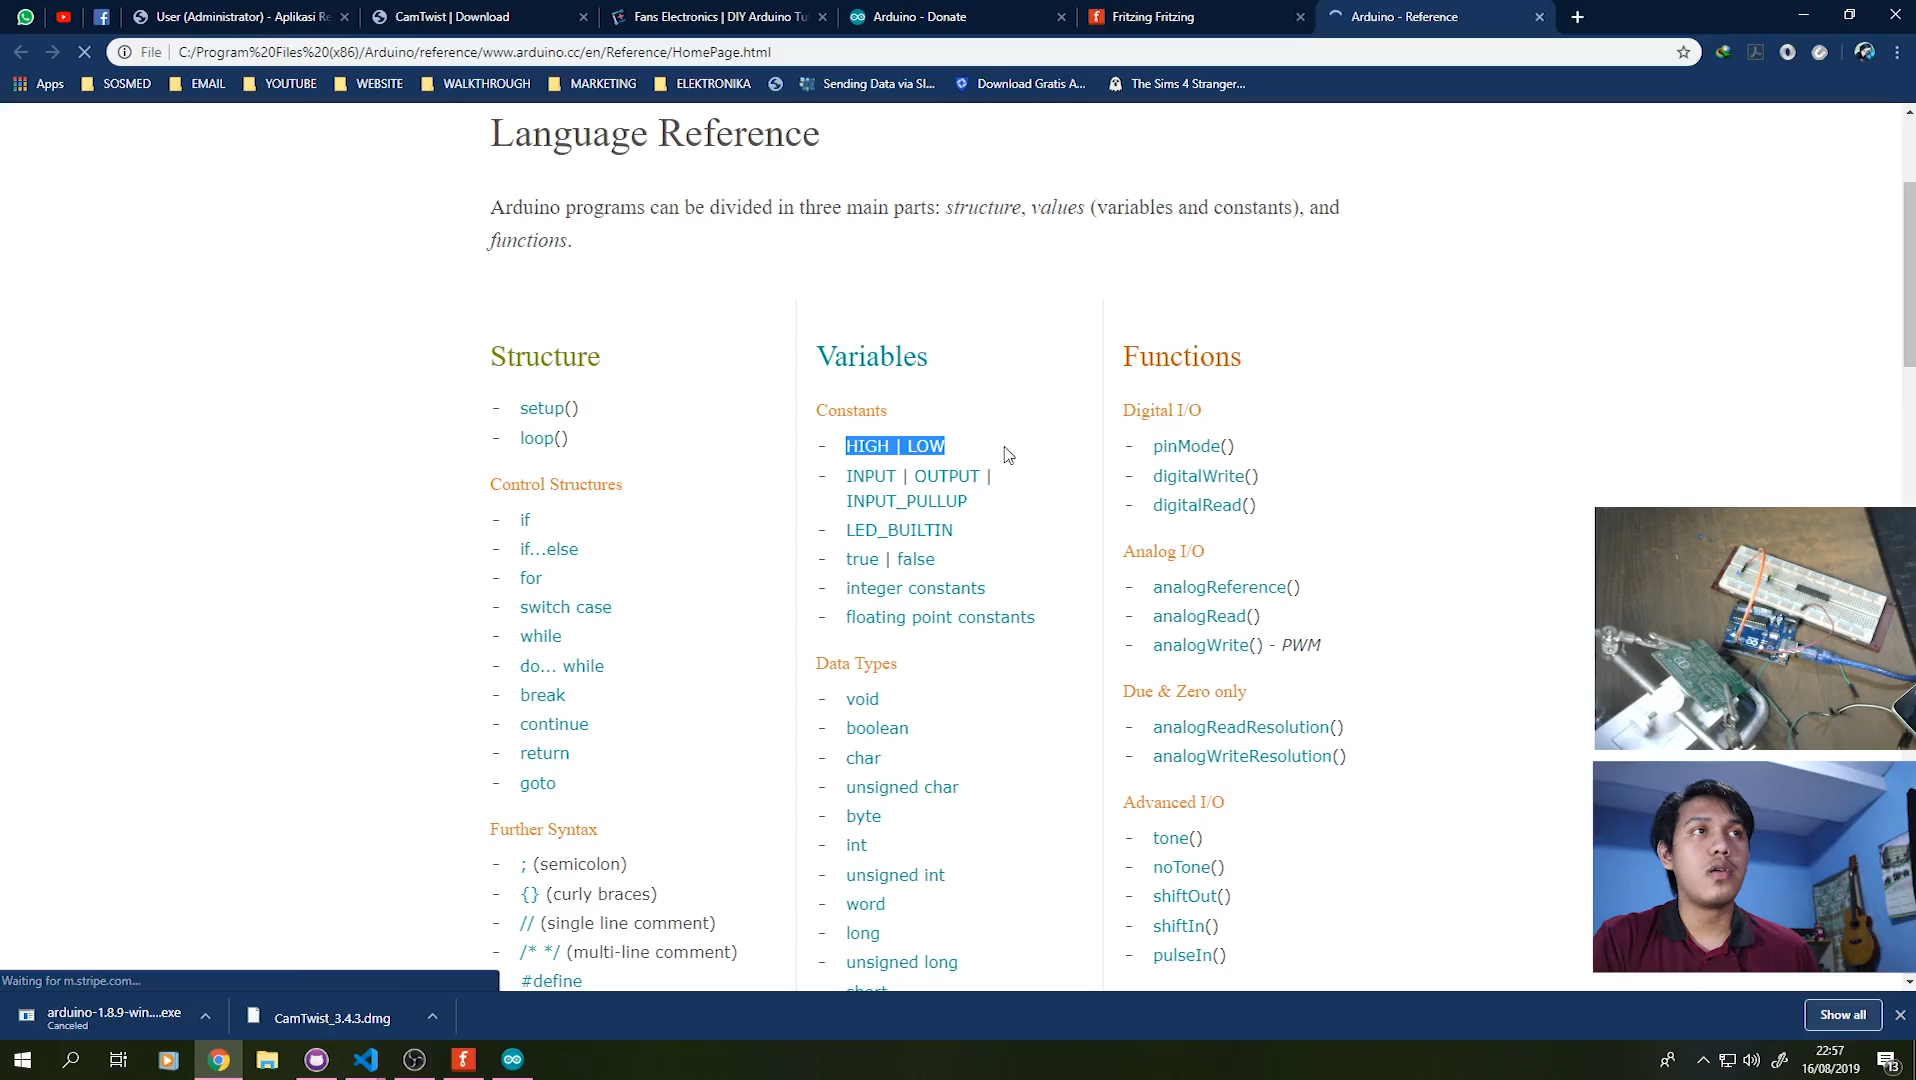 User (Administrator) - Aplikasi Re
CamTwist | Download
Fans Electronics | DIY Arduino Tu
Arduino - Donate
Fritzing Fritzing
Arduino - Reference
File | C:/Program%20Files%20(x86)/Arduino/reference/www.arduino.cc/en/Reference/HomePage.html
Apps SOSMED EMAIL YOUTUBE WEBSITE WALKTHROUGH MARKETING ELEKTRONIKA Sending Data via Sl... Download Gratis A... The Sims 4 Stranger...
Language Reference
Arduino programs can be divided in three main parts: structure, values (variables and constants), and
functions.
Structure
- setup()
- loop()
Control Structures
- if
- if...else
- for
- switch case
- while
- do... while
- break
- continue
- return
- goto
Further Syntax
- ; (semicolon)
- {} (curly braces)
- // (single line comment)
- /* */ (multi-line comment)
#define
Variables
Constants
- HIGH | LOW
- INPUT | OUTPUT |
INPUT_PULLUP
- LED_BUILTIN
- true | false
- integer constants
- floating point constants
Data Types
- void
- boolean
- char
- unsigned char
- byte
- int
- unsigned int
- word
- long
- unsigned long
short
Functions
Digital I/O
- pinMode()
- digitalWrite()
- digitalRead()
Analog I/O
- analogReference()
- analogRead()
- analogWrite() - PWM
Due & Zero only
- analogReadResolution()
- analogWriteResolution()
Advanced I/O
- tone()
- noTone()
- shiftOut()
- shiftIn()
- pulseIn()
Waiting for m.stripe.com...
arduino-1.8.9-win....exe
Canceled
CamTwist_3.4.3.dmg
Show all
22:57
16/08/2019
13